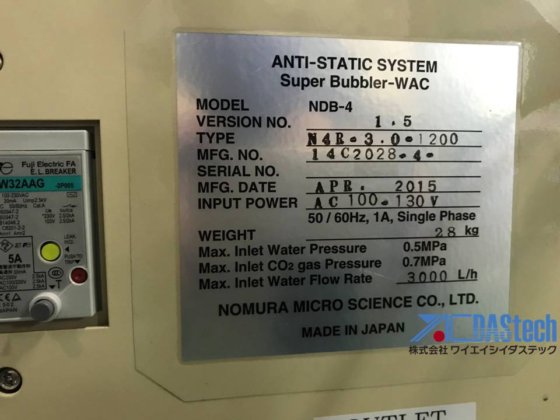 ANTI-STATIC SYSTEM
Super Bubbler-WAC
MODEL NDB-4
VERSION NO. 1.5
TYPE N4R-3.0-1200
MFG. NO. 14C2028-4-
SERIAL NO.
MFG. DATE APR. 2015
INPUT POWER AC 100-130V
50 / 60Hz, 1A, Single Phase
WEIGHT 28 kg
Max. Inlet Water Pressure 0.5MPa
Max. Inlet CO2 gas Pressure 0.7MPa
Max. Inlet Water Flow Rate 3000 L/h
NOMURA MICRO SCIENCE CO., LTD.
MADE IN JAPAN
Fuji Electric FA
E.L.BREAKER
W32AAG
5A
DAStech
株式会社 ワイエイシイダステック